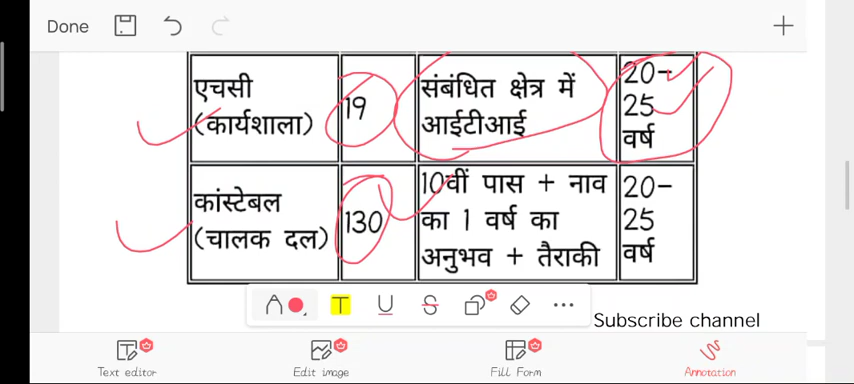 Done
एचसी
(कार्यशाला)
19
संबंधित क्षेत्र में
आईटीआई
20-
25
वर्ष
कांस्टेबल
(चालक दल)
130
10वीं पास + नाव
का 1 वर्ष का
अनुभव + तैराकी
20-
25
वर्ष
T U S
Subscribe channel
Text editor
Edit image
Fill Form
Annotation